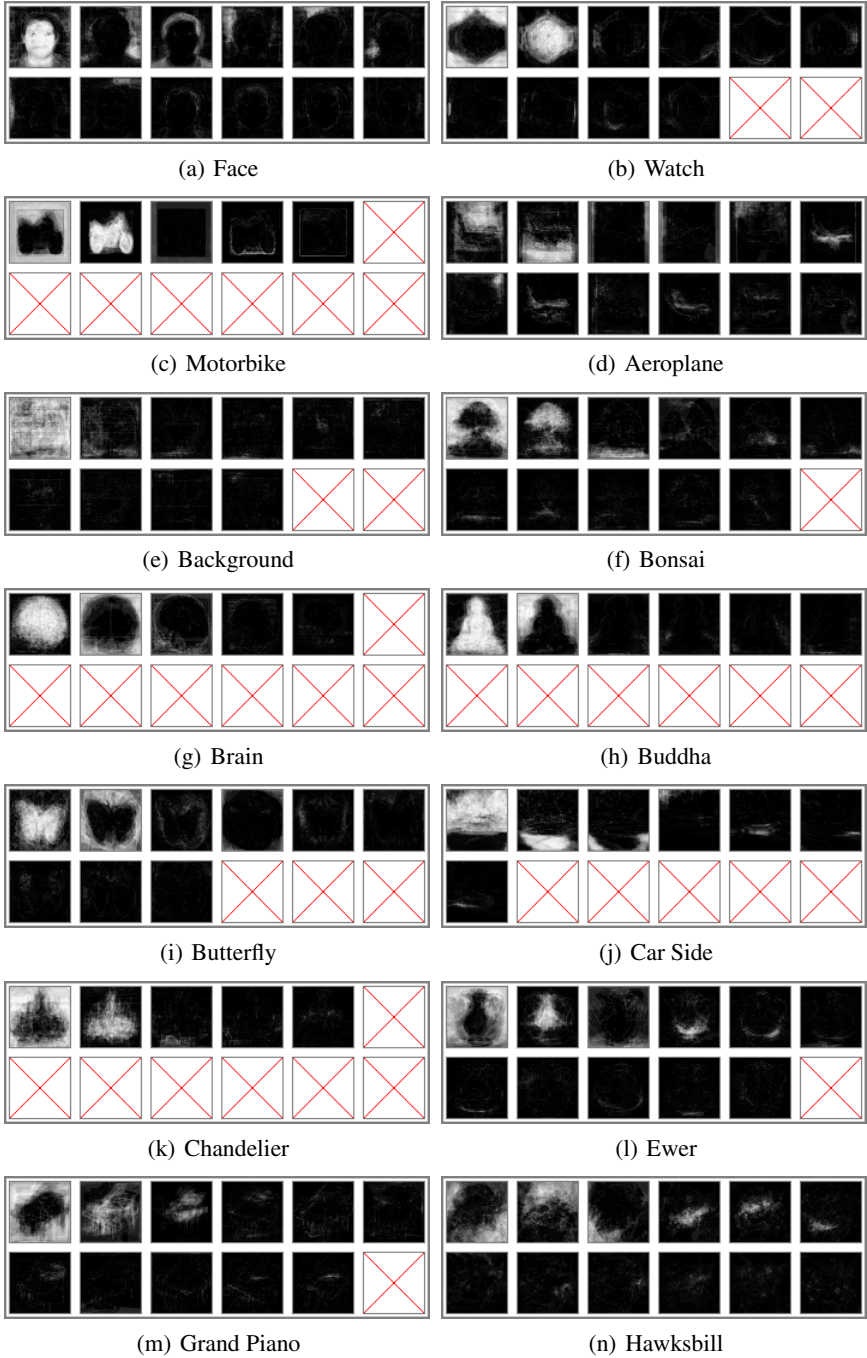 (a) Face
(b) Watch
(c) Motorbike
(d) Aeroplane
(e) Background
(f) Bonsai
(g) Brain
(h) Buddha
(i) Butterfly
(j) Car Side
(k) Chandelier
(l) Ewer
(m) Grand Piano
(n) Hawksbill